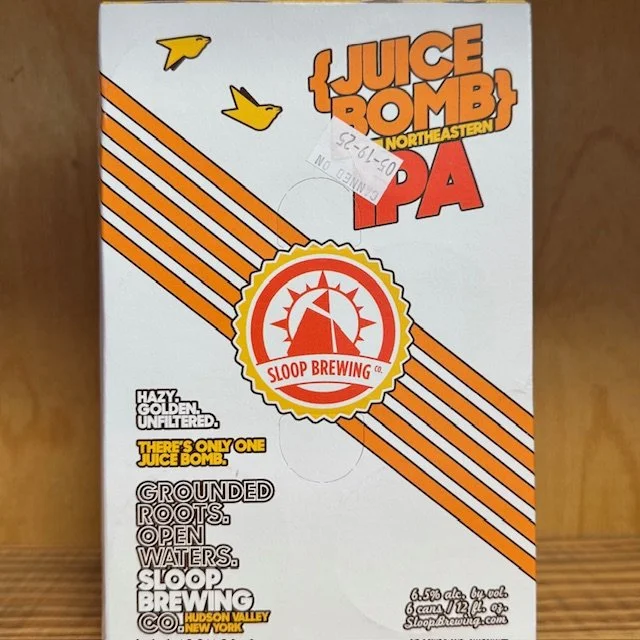 {JUICE
BOMB}
NORTHEASTERN
IPA
CANNED ON
05-19-25
SLOOP BREWING CO.
HAZY.
GOLDEN.
UNFILTERED.
THERE'S ONLY ONE
JUICE BOMB.
GROUNDED
ROOTS.
OPEN
WATERS.
SLOOP
BREWING
CO. HUDSON VALLEY
NEW YORK
6.5% alc. by vol.
6 cans / 12 fl. oz.
SloopBrewing.com